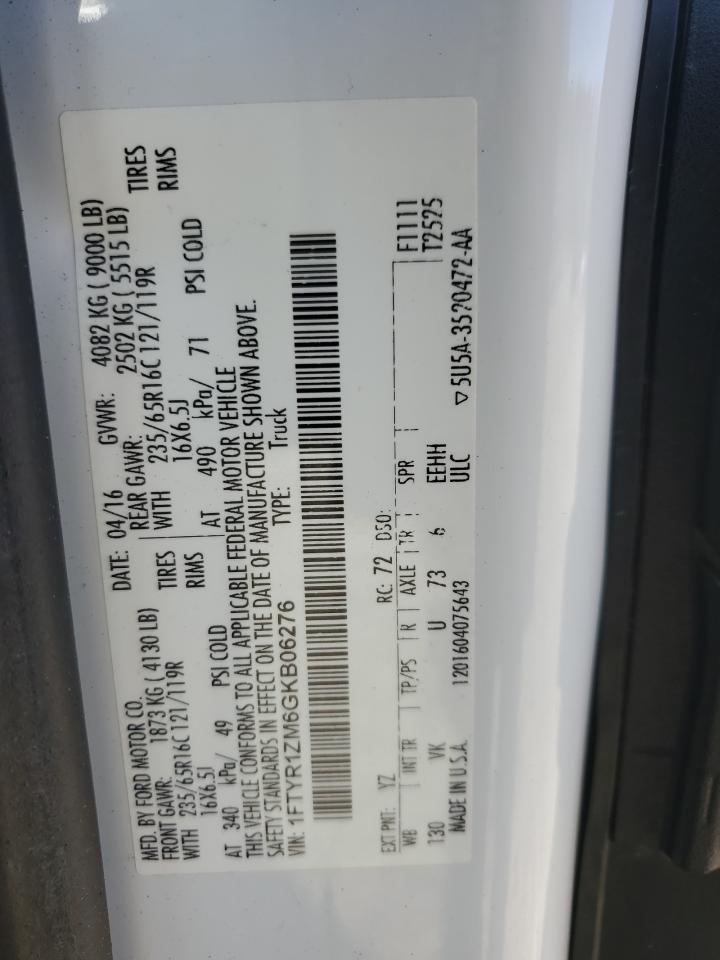 MFD. BY FORD MOTOR CO. DATE: 04/16 GVWR: 4082 KG ( 9000 LB)
FRONT GAWR: 1873 KG ( 4130 LB) REAR GAWR: 2502 KG ( 5515 LB)
WITH 235/65R16C 121/119R TIRES WITH 235/65R16C 121/119R TIRES
16X6.5J RIMS 16X6.5J RIMS
AT 340 kPa/ 49 PSI COLD AT 490 kPa/ 71 PSI COLD
THIS VEHICLE CONFORMS TO ALL APPLICABLE FEDERAL MOTOR VEHICLE
SAFETY STANDARDS IN EFFECT ON THE DATE OF MANUFACTURE SHOWN ABOVE.
VIN: 1FTYR1ZM6GKB06276 TYPE: Truck
EXT PNT: YZ RC: 72 DSO:
WB INT TR TP/PS R AXLE TR SPR F1111
130 VK U 73 6 EEHH T2525
MADE IN U.S.A. 1201604075643 ULC ▽5U5A-3520472-AA